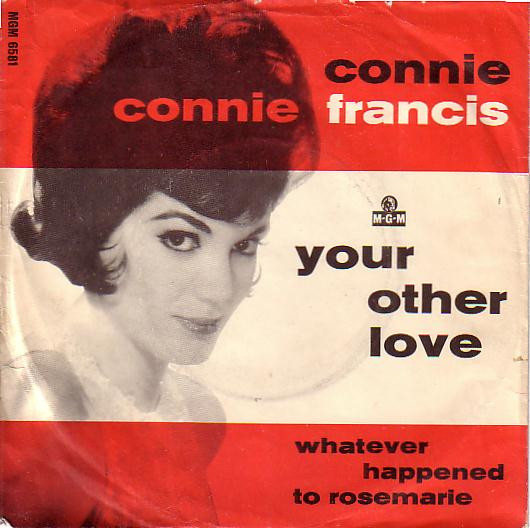 MGM 6581
connie
connie francis
M-G-M
your
other
love
whatever
happened
to rosemarie